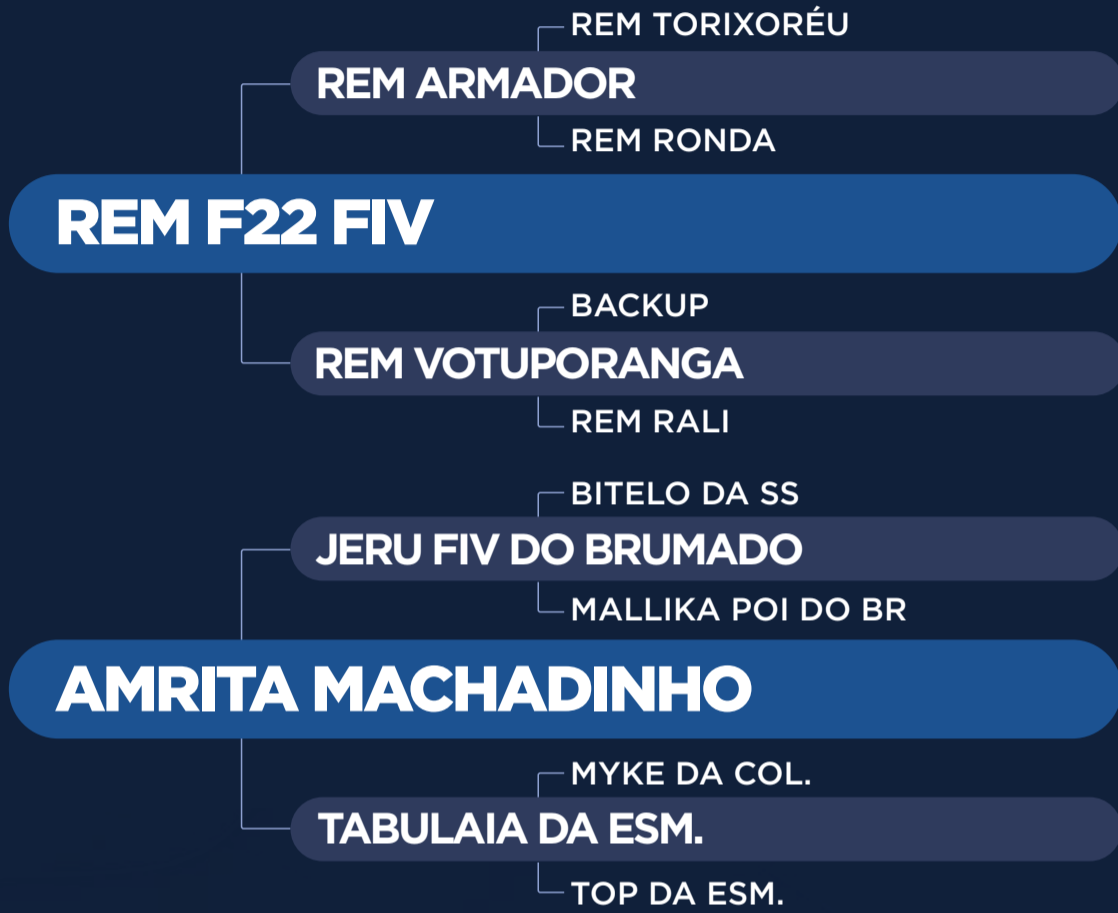 REM TORIXORÉU
REM ARMADOR
REM RONDA
REM F22 FIV
BACKUP
REM VOTUPORANGA
REM RALI
BITELO DA SS
JERU FIV DO BRUMADO
MALLIKA POI DO BR
AMRITA MACHADINHO
MYKE DA COL.
TABULAIA DA ESM.
TOP DA ESM.